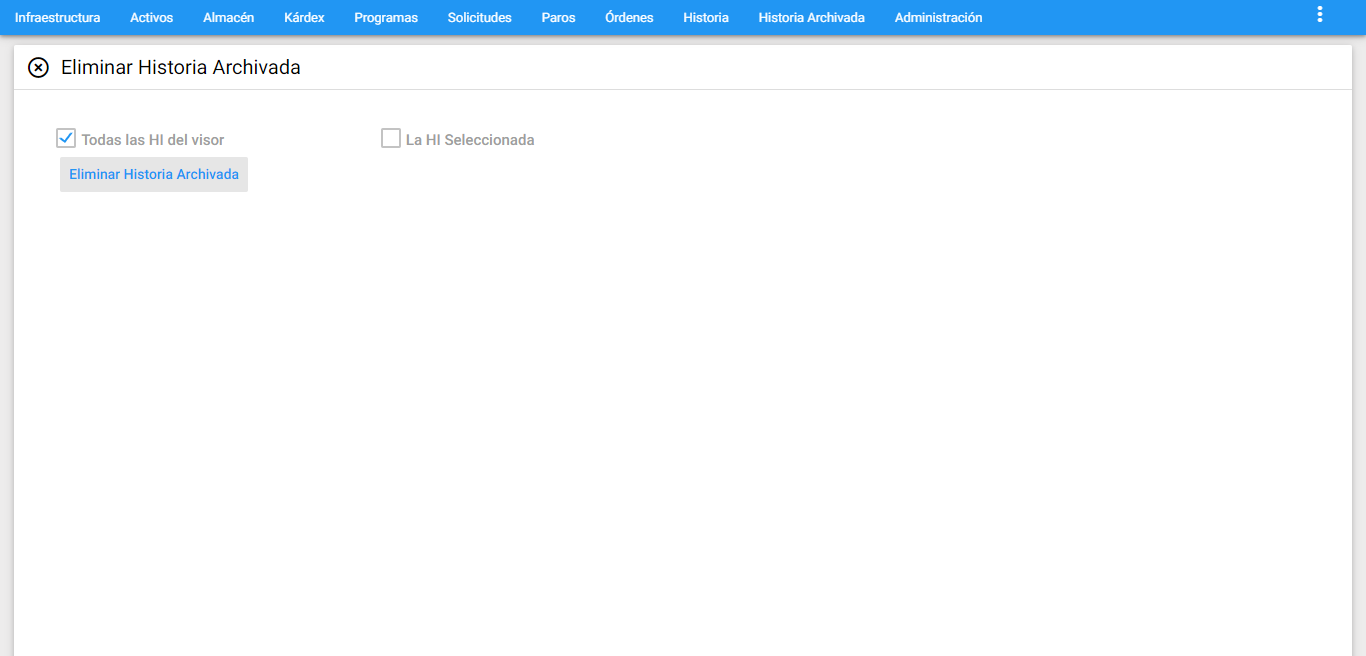 Infraestructura Activos Almacén Kárdex Programas Solicitudes Paros Órdenes Historia Historia Archivada Administración
Eliminar Historia Archivada
Todas las HI del visor La HI Seleccionada
Eliminar Historia Archivada